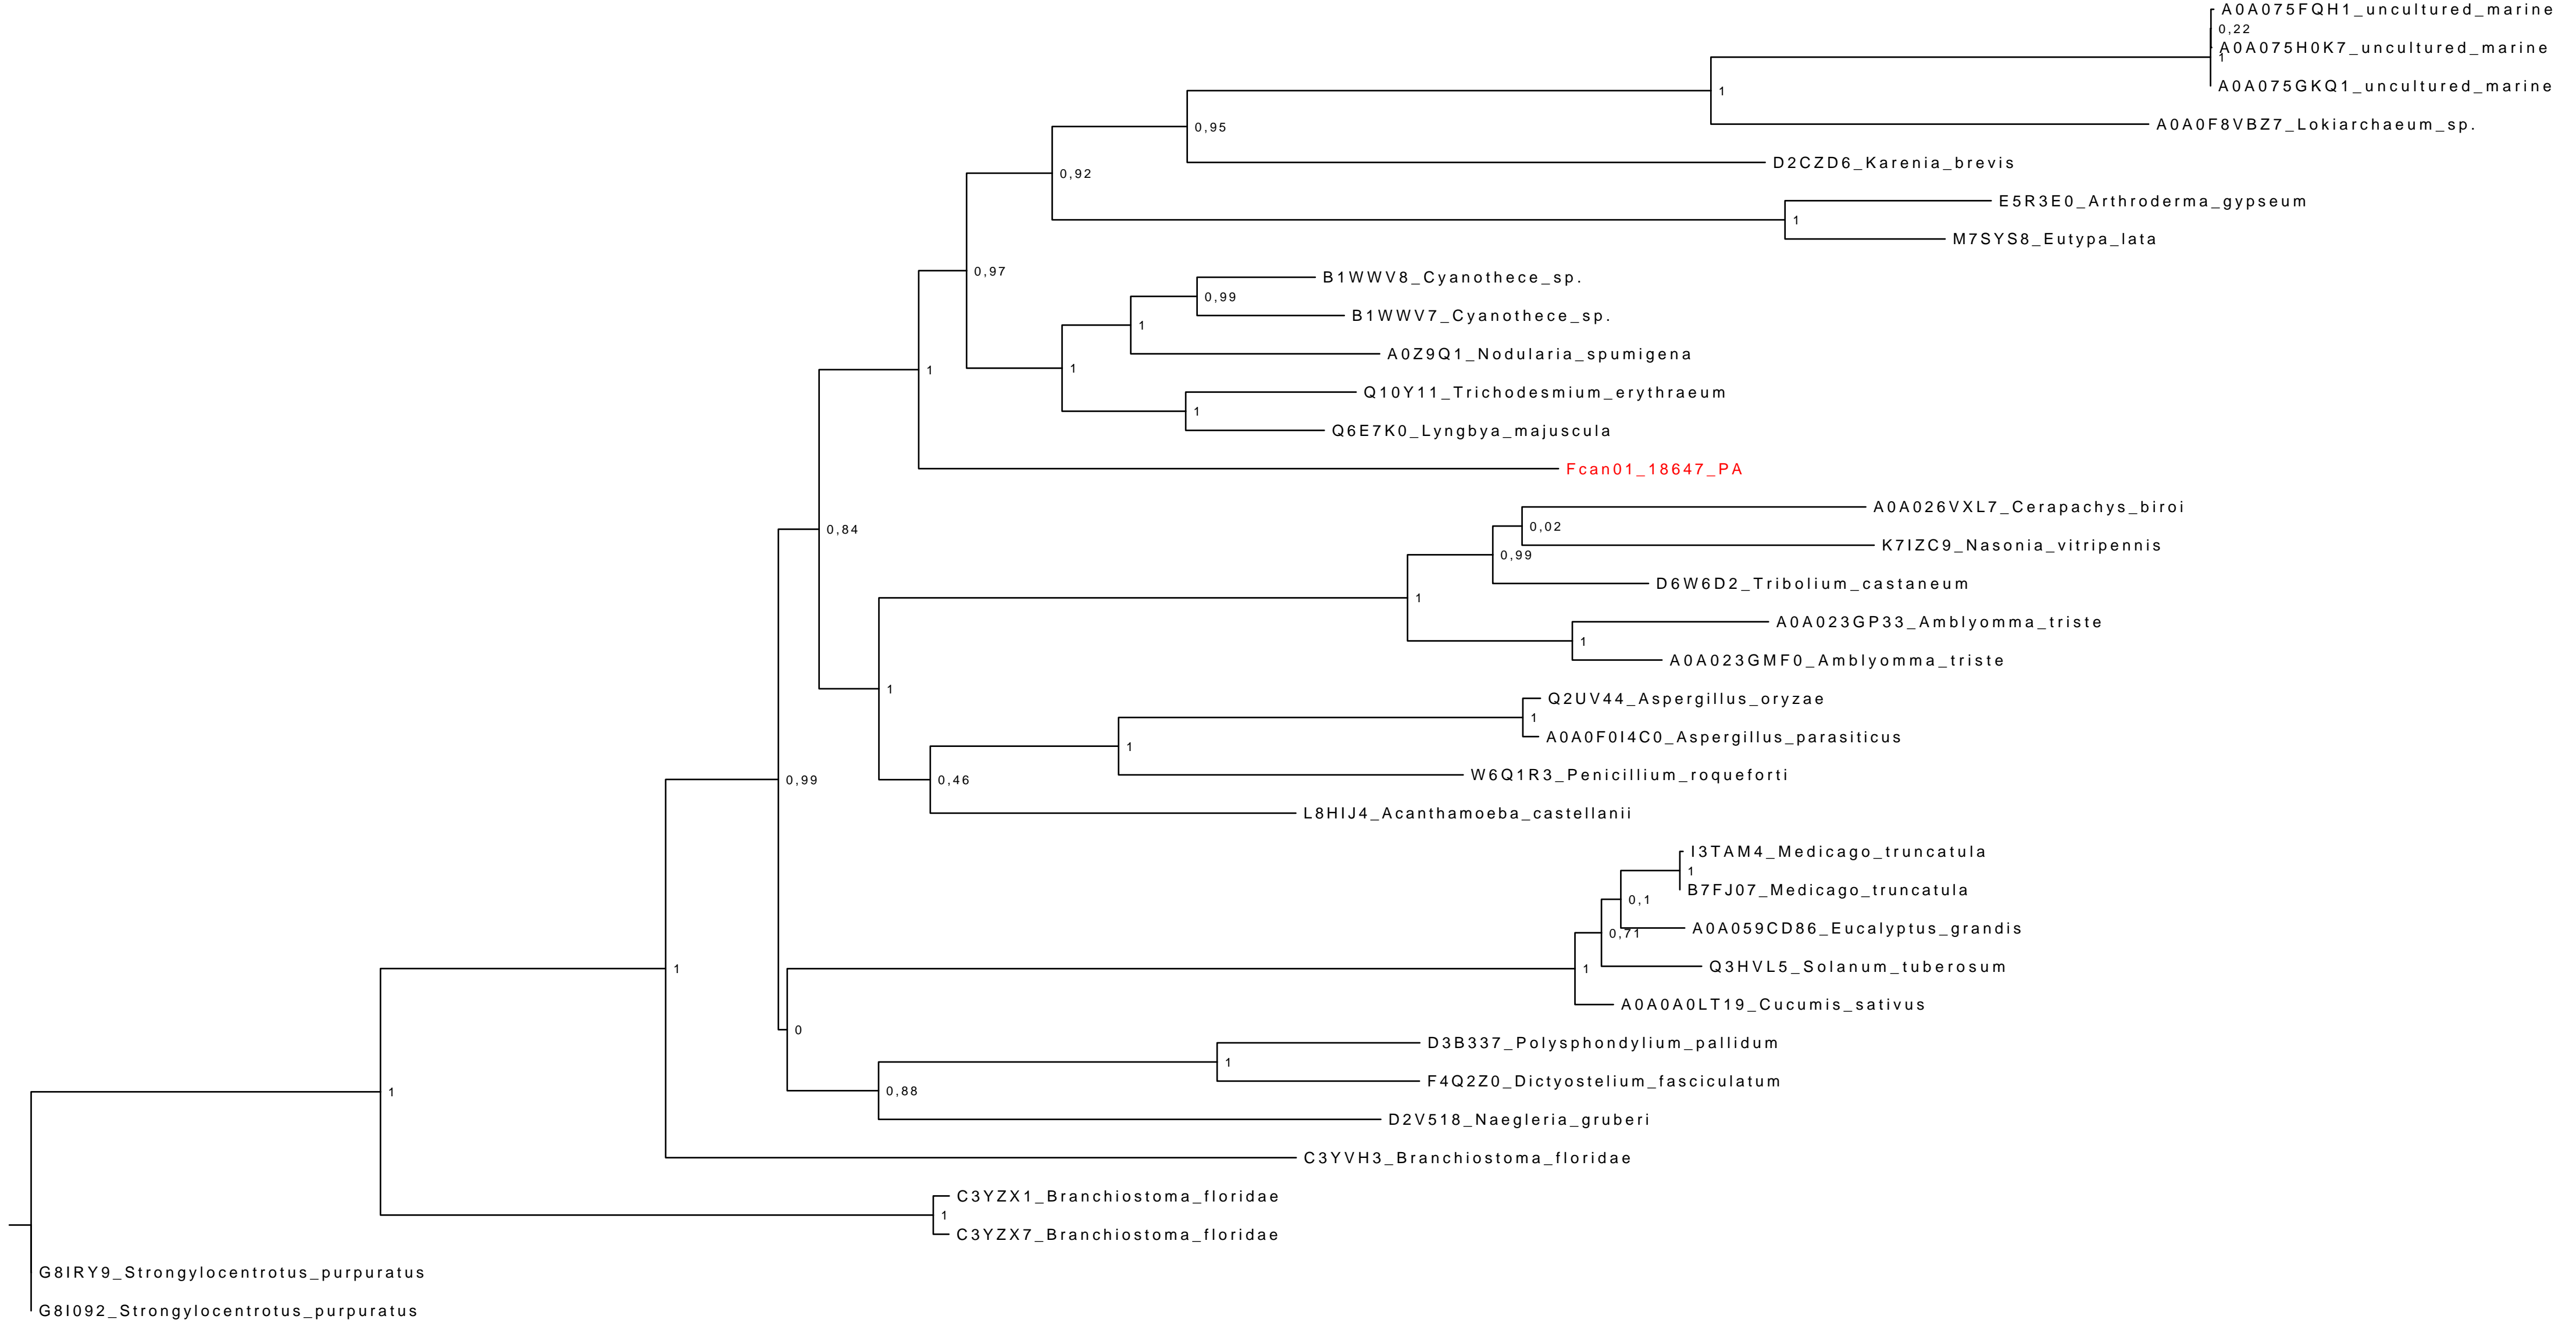 A0A075FQH1_uncultured_marine
0,22
A0A075H0K7_uncultured_marine
1
A0A075GKQ1_uncultured_marine
1
A0A0F8VBZ7_Lokiarchaeum_sp.
0,95
D2CZD6_Karenia_brevis
0,92
E5R3E0_Arthroderma_gypseum
1
M7SYS8_Eutypa_lata
0,97
B1WWV8_Cyanothece_sp.
0,99
B1WWV7_Cyanothece_sp.
1
A0Z9Q1_Nodularia_spumigena
1
1
Q10Y11_Trichodesmium_erythraeum
1
Q6E7K0_Lyngbya_majuscula
Fcan01_18647_PA
A0A026VXL7_Cerapachys_biroi
0,02
0,84
K7IZC9_Nasonia_vitripennis
0,99
D6W6D2_Tribolium_castaneum
1
A0A023GP33_Amblyomma_triste
1
A0A023GMF0_Amblyomma_triste
1
Q2UV44_Aspergillus_oryzae
1
A0A0F0I4C0_Aspergillus_parasiticus
1
W6Q1R3_Penicillium_roqueforti
0,99
0,46
L8HIJ4_Acanthamoeba_castellanii
I3TAM4_Medicago_truncatula
1
B7FJ07_Medicago_truncatula
0,1
A0A059CD86_Eucalyptus_grandis
0,71
Q3HVL5_Solanum_tuberosum
1
1
A0A0A0LT19_Cucumis_sativus
0
D3B337_Polysphondylium_pallidum
1
F4Q2Z0_Dictyostelium_fasciculatum
0,88
1
D2V518_Naegleria_gruberi
C3YVH3_Branchiostoma_floridae
C3YZX1_Branchiostoma_floridae
1
C3YZX7_Branchiostoma_floridae
G8IRY9_Strongylocentrotus_purpuratus
G8I092_Strongylocentrotus_purpuratus